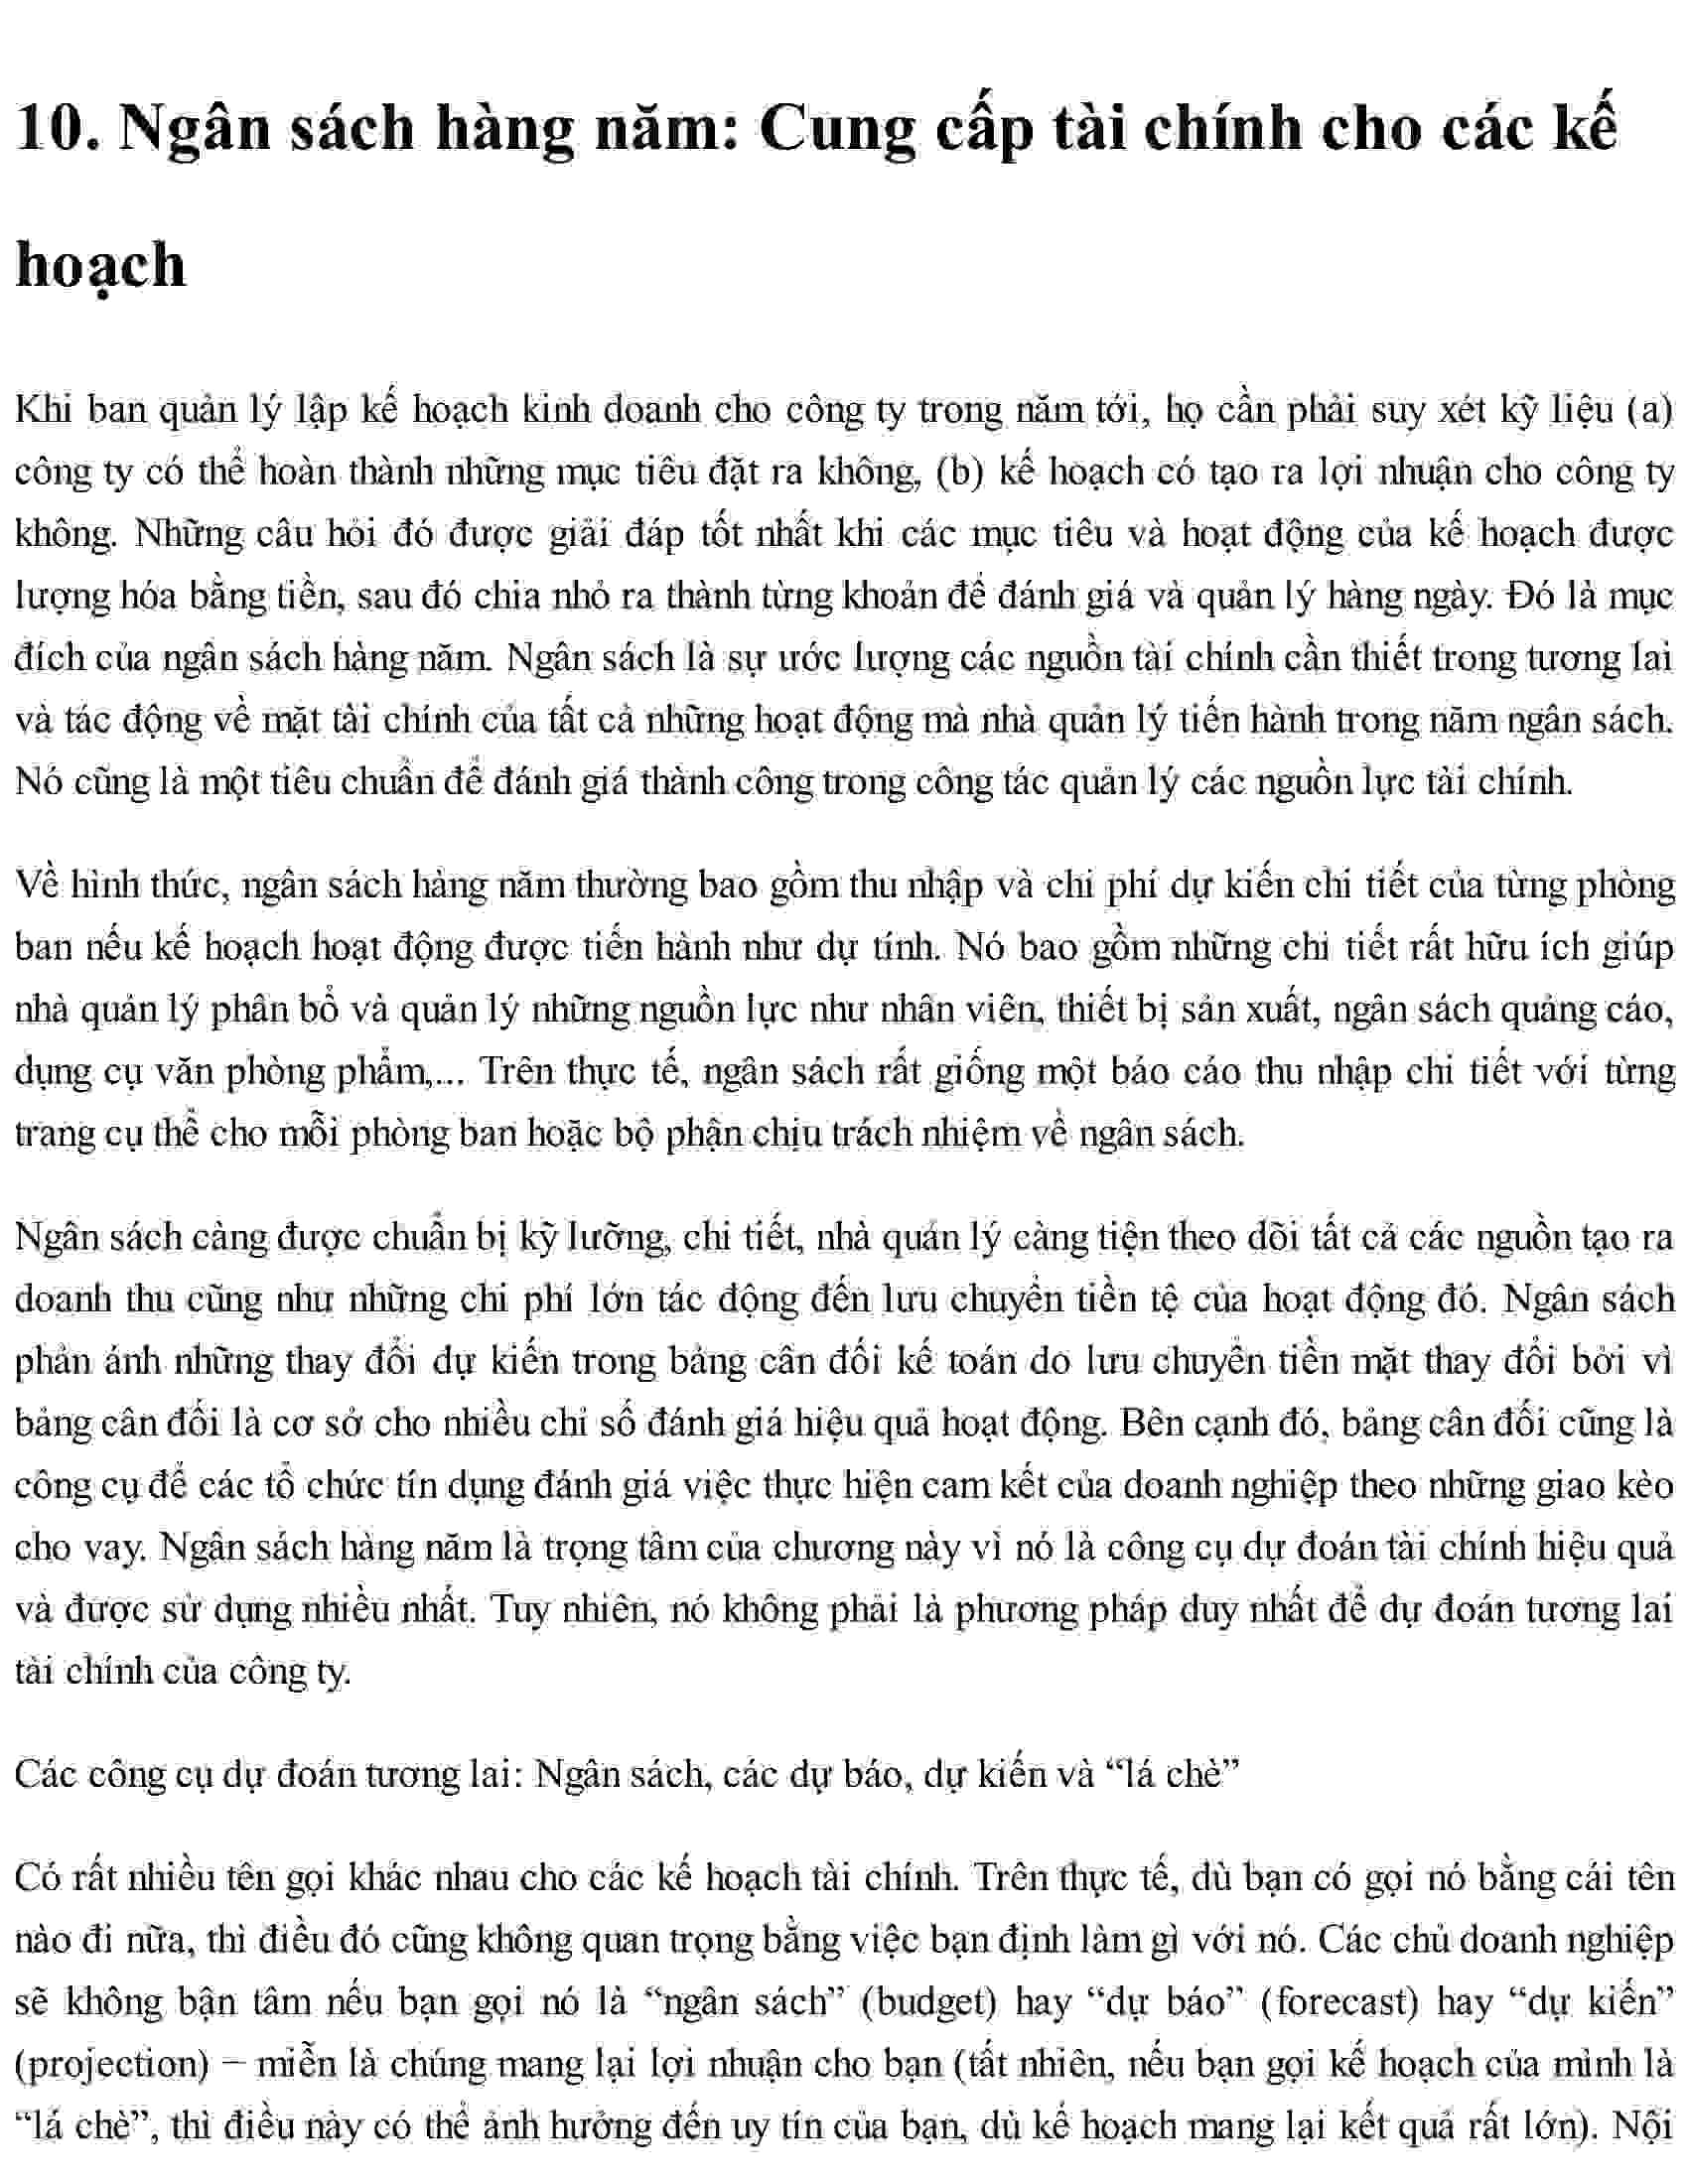 10. Ngân sách hàng năm: Cung cấp tài chính cho các kế
hoạch
Khi ban quản lý lập kế hoạch kinh doanh cho công ty trong năm tới, họ cần phải suy xét kỹ liệu (a)
công ty có thể hoàn thành những mục tiêu đặt ra không, (b) kế hoạch có tạo ra lợi nhuận cho công ty
không. Những câu hỏi đó được giải đáp tốt nhất khi các mục tiêu và hoạt động của kế hoạch được
lượng hóa bằng tiền, sau đó chia nhỏ ra thành từng khoản để đánh giá và quản lý hàng ngày. Đó là mục
đích của ngân sách hàng năm. Ngân sách là sự ước lượng các nguồn tài chính cần thiết trong tương lai
và tác động về mặt tài chính của tất cả những hoạt động mà nhà quản lý tiến hành trong năm ngân sách.
Nó cũng là một tiêu chuẩn để đánh giá thành công trong công tác quản lý các nguồn lực tài chính.
Về hình thức, ngân sách hàng năm thường bao gồm thu nhập và chi phí dự kiến chi tiết của từng phòng
ban nếu kế hoạch hoạt động được tiến hành như dự tính. Nó bao gồm những chi tiết rất hữu ích giúp
nhà quản lý phân bổ và quản lý những nguồn lực như nhân viên, thiết bị sản xuất, ngân sách quảng cáo,
dụng cụ văn phòng phẩm,... Trên thực tế, ngân sách rất giống một báo cáo thu nhập chi tiết với từng
trang cụ thể cho mỗi phòng ban hoặc bộ phận chịu trách nhiệm về ngân sách.
Ngân sách càng được chuẩn bị kỹ lưỡng, chi tiết, nhà quản lý càng tiện theo dõi tất cả các nguồn tạo ra
doanh thu cũng như những chi phí lớn tác động đến lưu chuyển tiền tệ của hoạt động đó. Ngân sách
phản ánh những thay đổi dự kiến trong bảng cân đối kế toán do lưu chuyển tiền mặt thay đổi bởi vì
bảng cân đối là cơ sở cho nhiều chỉ số đánh giá hiệu quả hoạt động. Bên cạnh đó, bảng cân đối cũng là
công cụ để các tổ chức tín dụng đánh giá việc thực hiện cam kết của doanh nghiệp theo những giao kèo
cho vay. Ngân sách hàng năm là trọng tâm của chương này vì nó là công cụ dự đoán tài chính hiệu quả
và được sử dụng nhiều nhất. Tuy nhiên, nó không phải là phương pháp duy nhất để dự đoán tương lai
tài chính của công ty.
Các công cụ dự đoán tương lai: Ngân sách, các dự báo, dự kiến và “lá chè”
Có rất nhiều tên gọi khác nhau cho các kế hoạch tài chính. Trên thực tế, dù bạn có gọi nó bằng cái tên
nào đi nữa, thì điều đó cũng không quan trọng bằng việc bạn định làm gì với nó. Các chủ doanh nghiệp
sẽ không bận tâm nếu bạn gọi nó là “ngân sách” (budget) hay “dự báo” (forecast) hay “dự kiến”
(projection) – miễn là chúng mang lại lợi nhuận cho bạn (tất nhiên, nếu bạn gọi kế hoạch của mình là
“lá chè”, thì điều này có thể ảnh hưởng đến uy tín của bạn, dù kế hoạch mang lại kết quả rất lớn). Nội